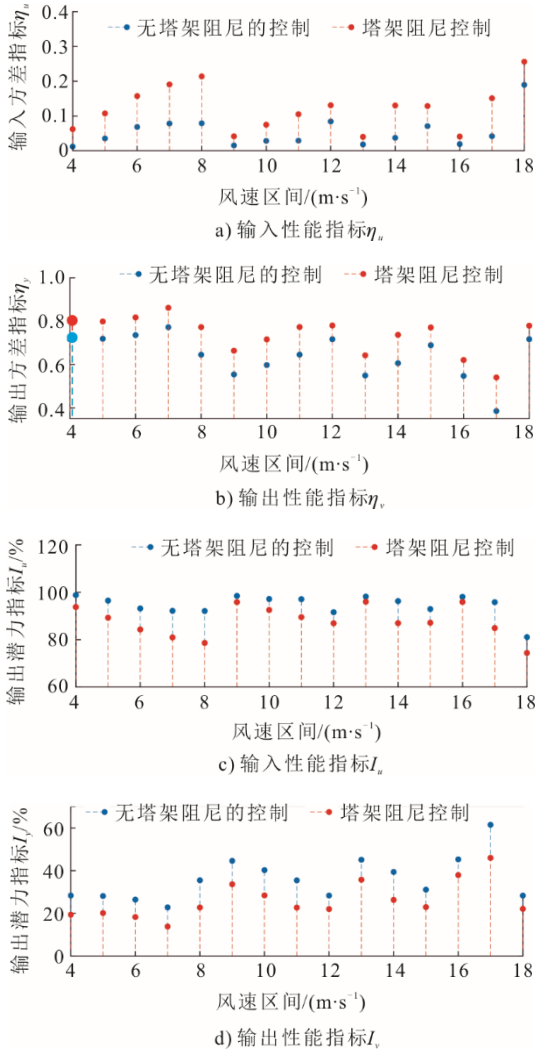 无塔架阻尼的控制 塔架阻尼控制
输入方差指标ηu
0.4
0.3
0.2
0.1
0
4 6 8 10 12 14 16 18
风速区间/(m·s⁻¹)
a) 输入性能指标ηu
无塔架阻尼的控制 塔架阻尼控制
输出方差指标ηy
1.0
0.8
0.6
0.4
4 6 8 10 12 14 16 18
风速区间/(m·s⁻¹)
b) 输出性能指标ηv
无塔架阻尼的控制 塔架阻尼控制
输出潜力指标Iu/%
120
100
80
60
4 6 8 10 12 14 16 18
风速区间/(m·s⁻¹)
c) 输入性能指标Iu
无塔架阻尼的控制 塔架阻尼控制
输出潜力指标Iy/%
60
40
20
0
4 6 8 10 12 14 16 18
风速区间/(m·s⁻¹)
d) 输出性能指标Iv